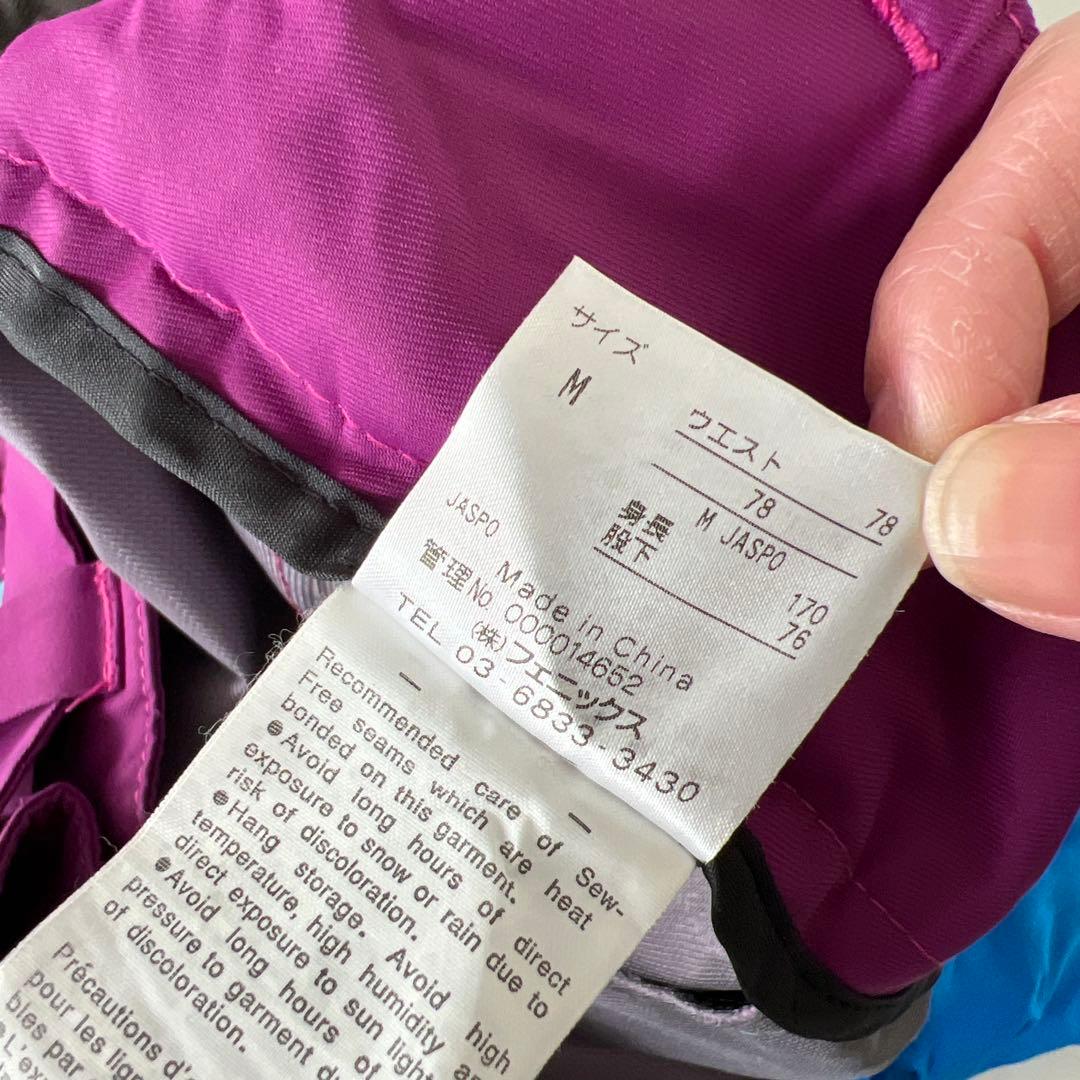 サイズ
M
ウエスト
78 78
M JASPO
身長 170
股下 76
JASPO
Made in China
管理No. 000014652
(株)フェニックス
TEL 03-6833-3430
— Recommended care of Sew-
Free seams which are heat
bonded on this garment. —
●Avoid long hours of direct
exposure to snow or rain due to
risk of discoloration.
●Hang storage. Avoid high
temperature, high humidity and
direct exposure to sun light
●Avoid long hours of
pressure to garment
of discoloration.
Précautions d'
pour les
bles par